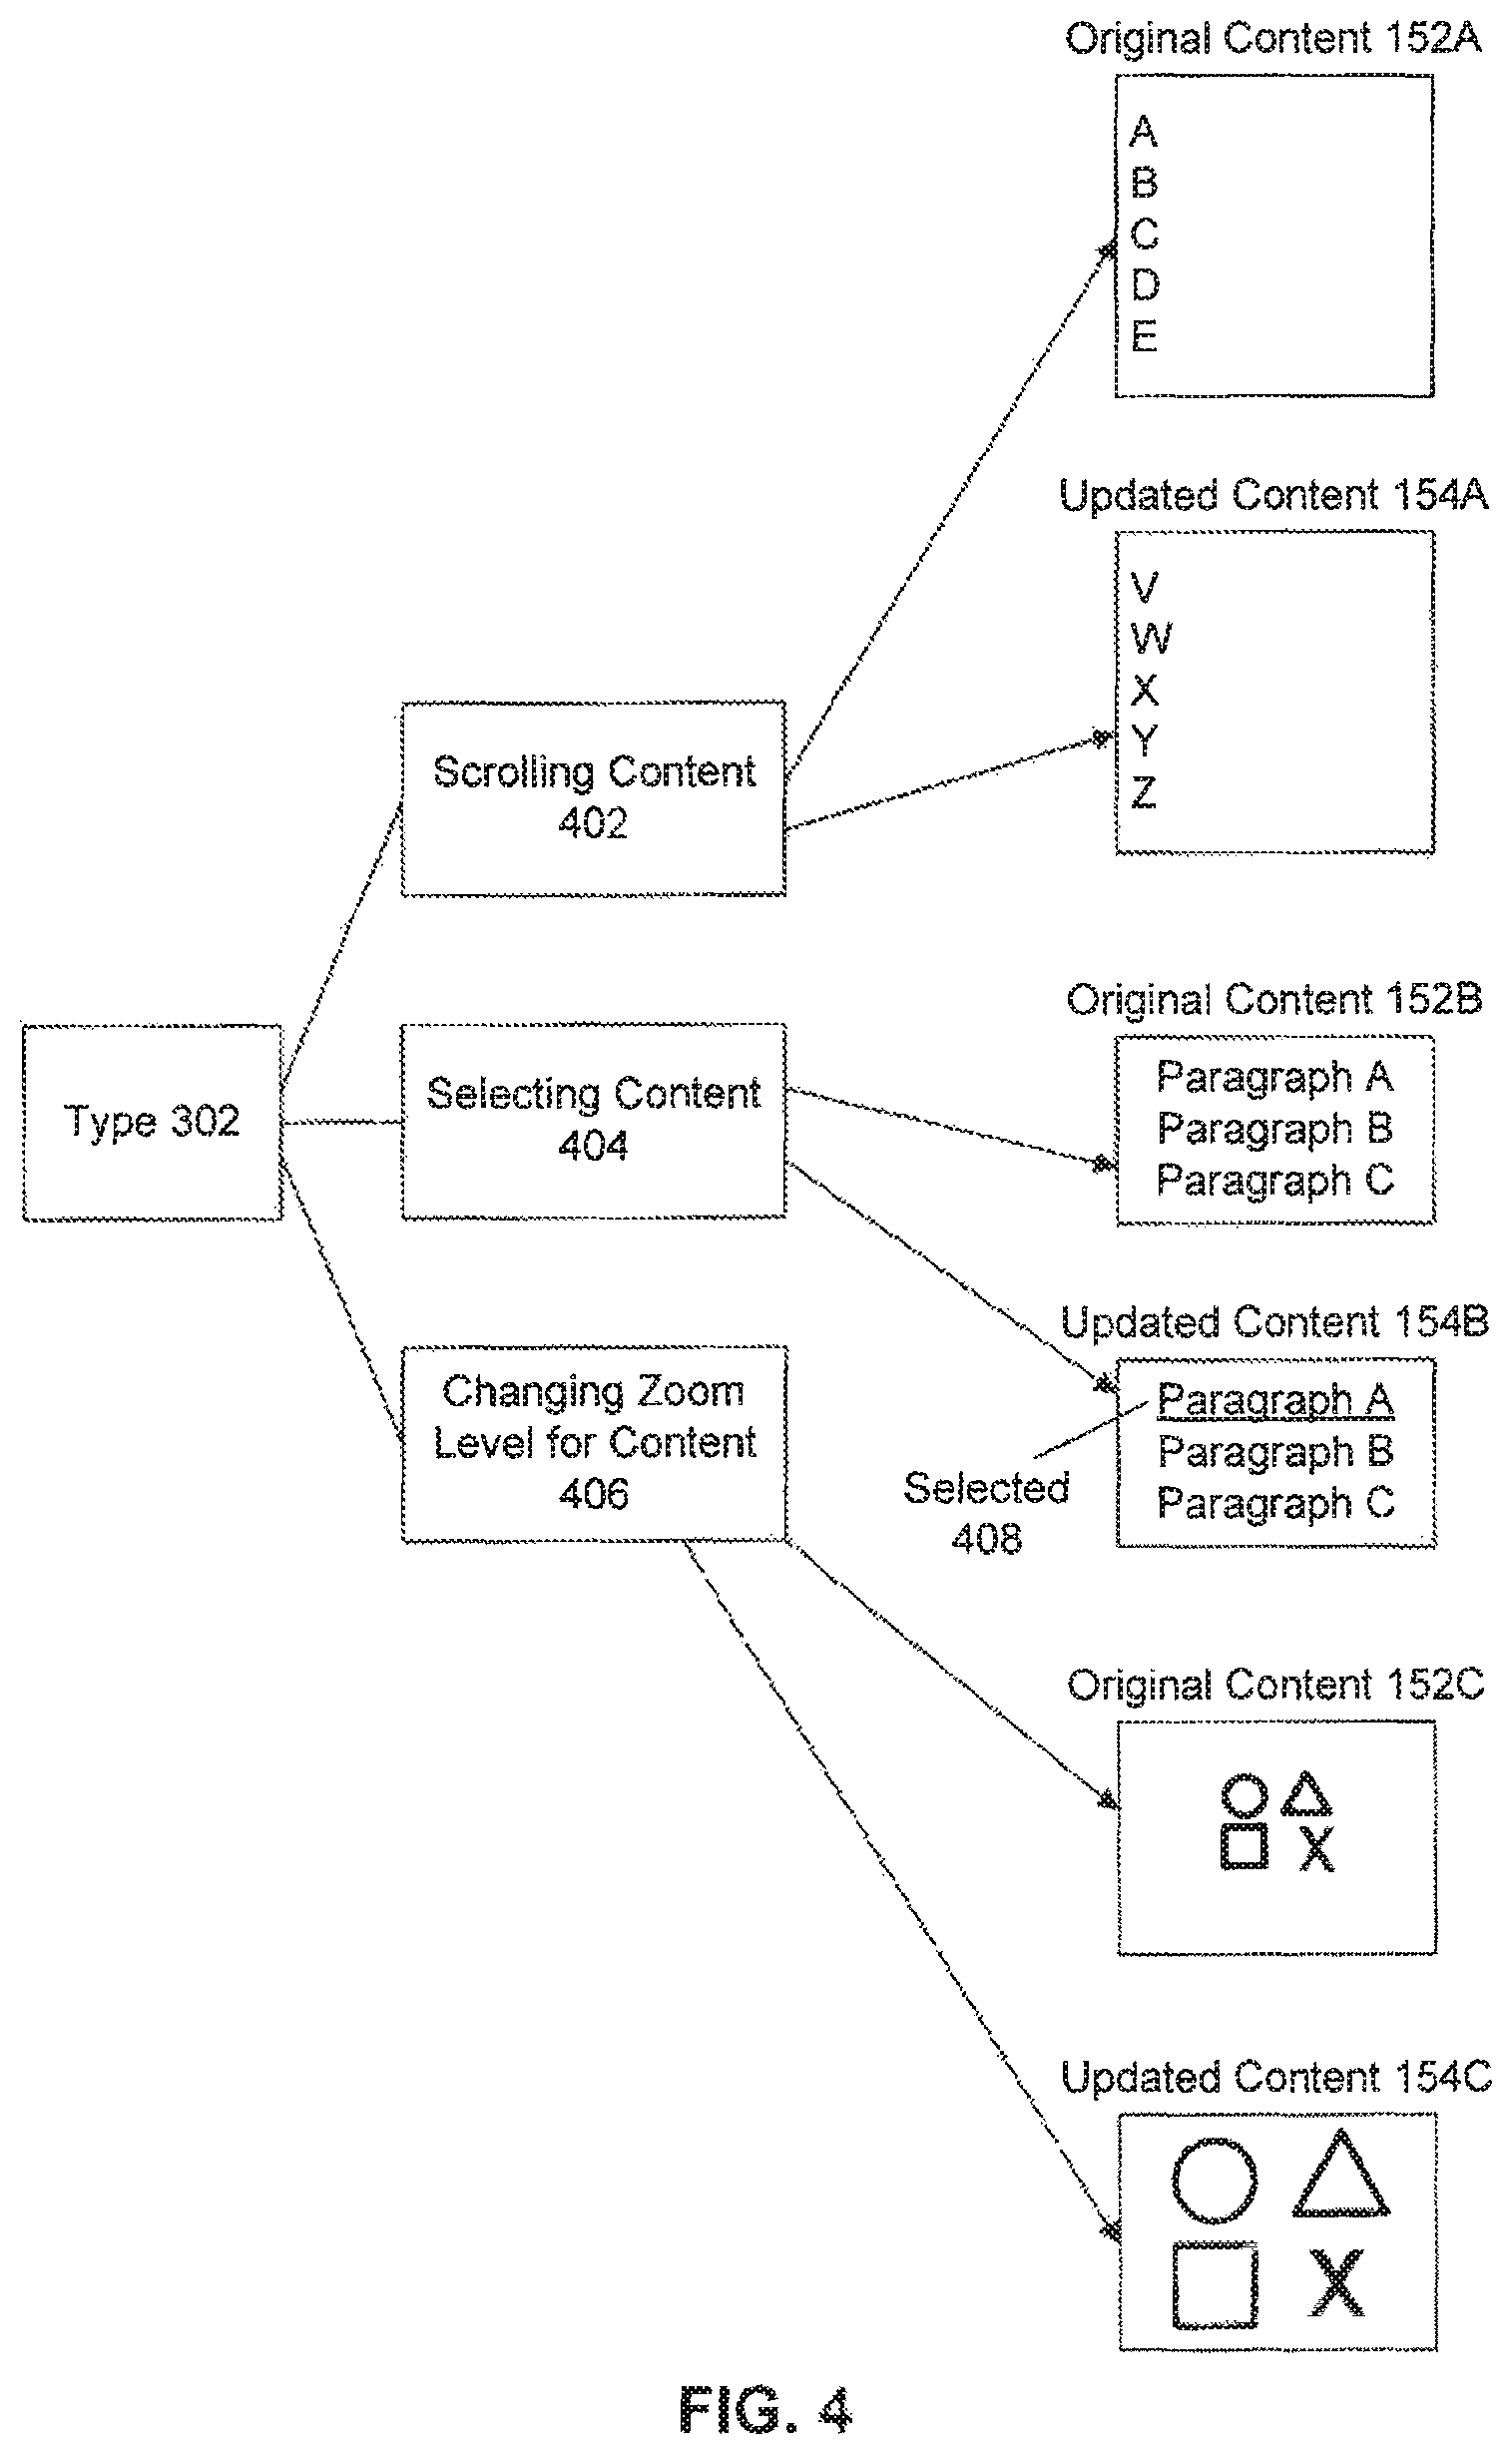 Original Content 152A
A
B
C
D
E
Updated Content 154A
V
W
X
Y
Z
Scrolling Content
402
Type 302
Selecting Content
404
Original Content 152B
Paragraph A
Paragraph B
Paragraph C
Updated Content 154B
Paragraph A
Paragraph B
Paragraph C
Selected
408
Changing Zoom
Level for Content
406
Original Content 152C
X
Updated Content 154C
X
FIG. 4